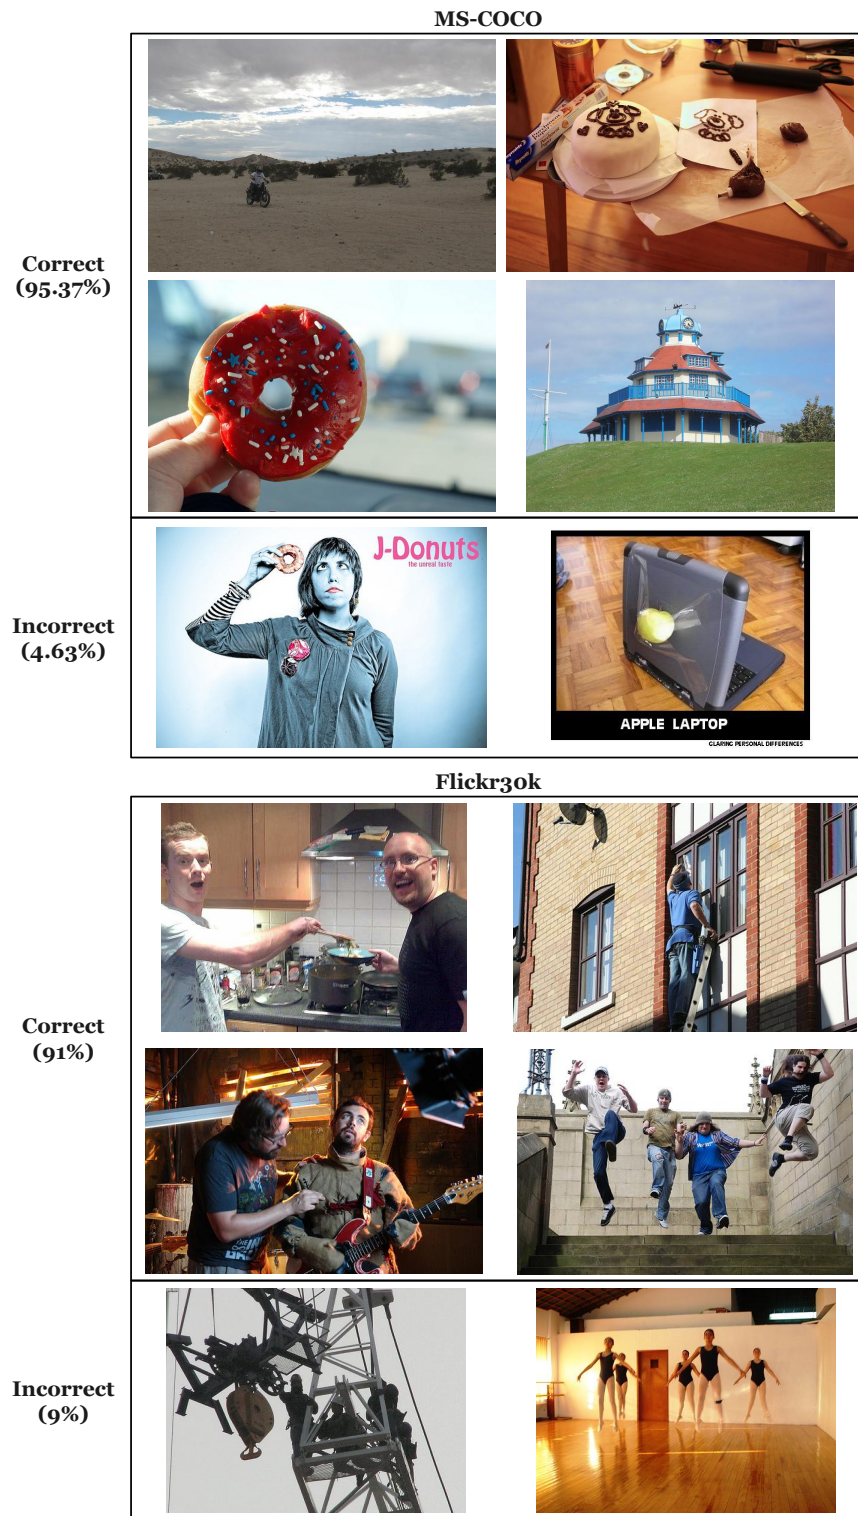 MS-COCO
Correct
(95.37%)
J-Donuts
the unreal taste
Incorrect
(4.63%)
APPLE LAPTOP
GLARING PERSONAL DIFFERENCES
Flickr30k
Correct
(91%)
Incorrect
(9%)